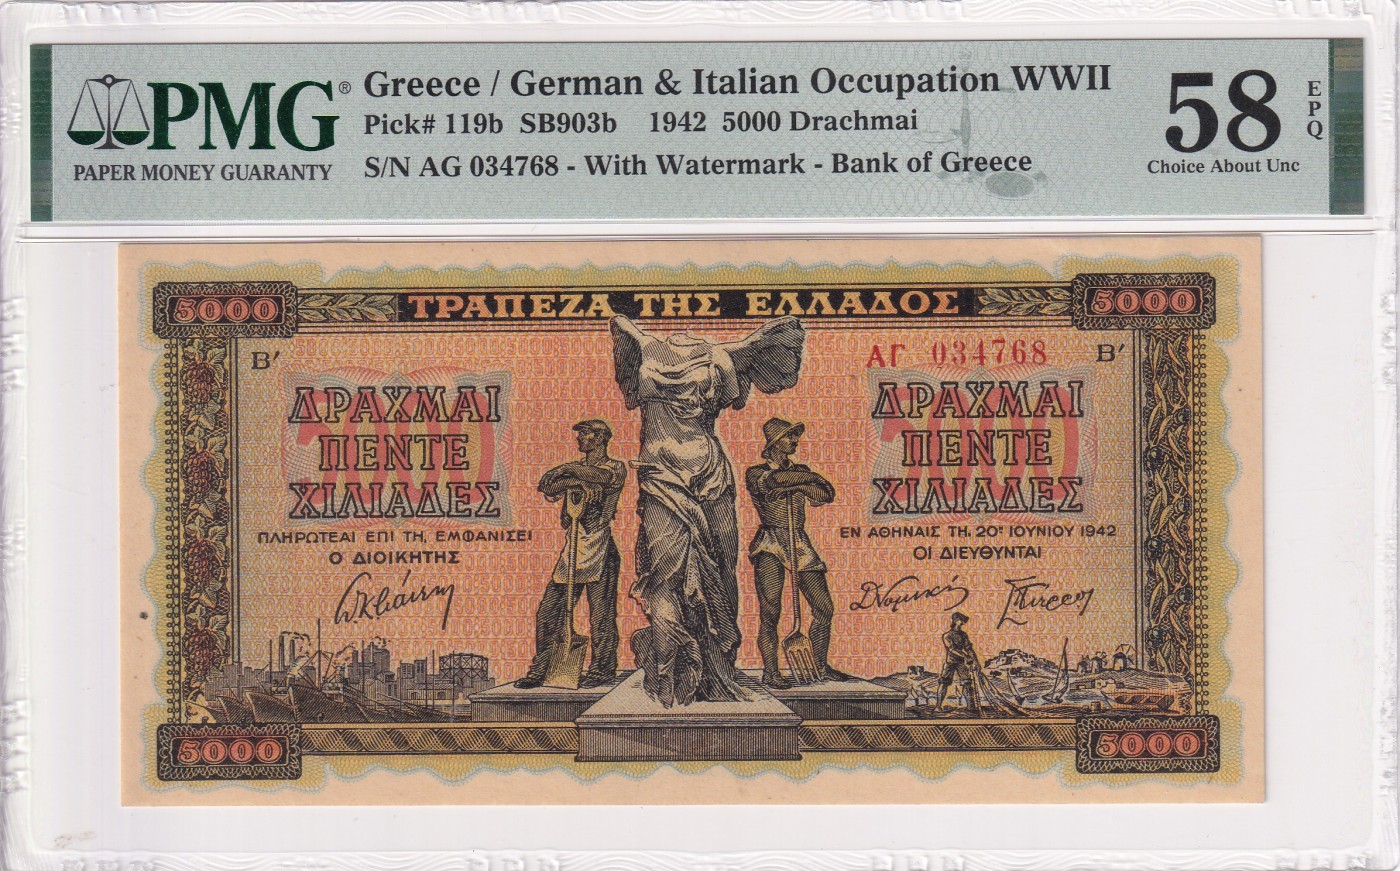 PMG®
PAPER MONEY GUARANTY
Greece / German & Italian Occupation WWII
Pick# 119b SB903b 1942 5000 Drachmai
S/N AG 034768 - With Watermark - Bank of Greece
58
EPQ
Choice About Unc
5000 ΤΡΑΠΕΖΑ ΤΗΣ ΕΛΛΑΔΟΣ 5000
Β′ ΑΓ 034768 Β′
ΔΡΑΧΜΑΙ
ΠΕΝΤΕ
ΧΙΛΙΑΔΕΣ
ΠΛΗΡΩΤΕΑΙ ΕΠΙ ΤΗ, ΕΜΦΑΝΙΣΕΙ
Ο ΔΙΟΙΚΗΤΗΣ
ΔΡΑΧΜΑΙ
ΠΕΝΤΕ
ΧΙΛΙΑΔΕΣ
ΕΝ ΑΘΗΝΑΙΣ ΤΗ, 20ῃ ΙΟΥΝΙΟΥ 1942
ΟΙ ΔΙΕΥΘΥΝΤΑΙ
5000 5000